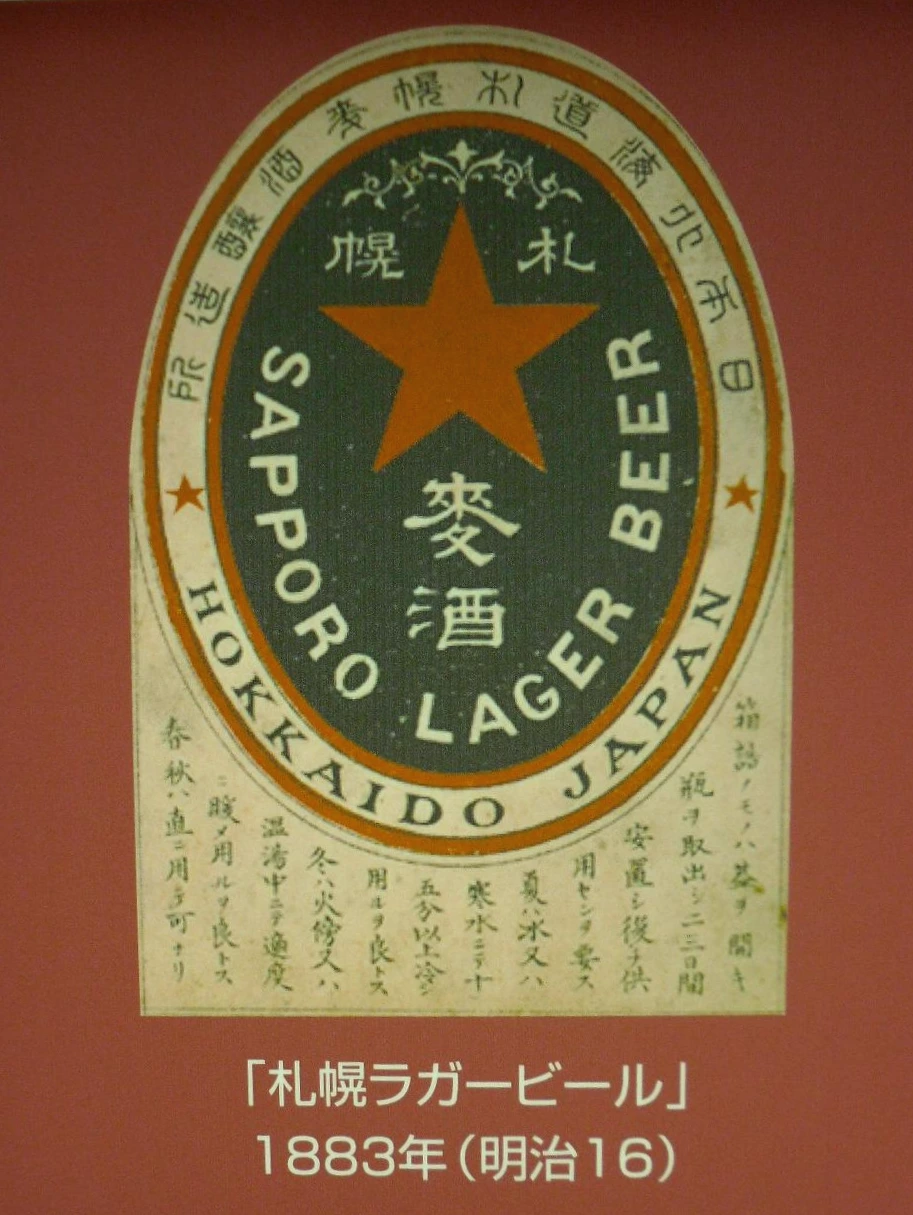 日本北海道札幌麥酒釀造所
札幌
麥酒
SAPPORO LAGER BEER
HOKKAIDO JAPAN
箱詰ノモノハ蓋ヲ開キ
瓶ヲ取出シ二三日間
安置シ後チ供
用センヲ要ス
夏ハ氷又ハ
寒水ニテ十
五分以上冷シ
用ルヲ良トス
冬ハ火傍又ハ
温湯中ニテ適度
ニ暖メ用ルヲ良トス
春秋ハ直ニ用テ可ナリ
「札幌ラガービール」
1883年(明治16)